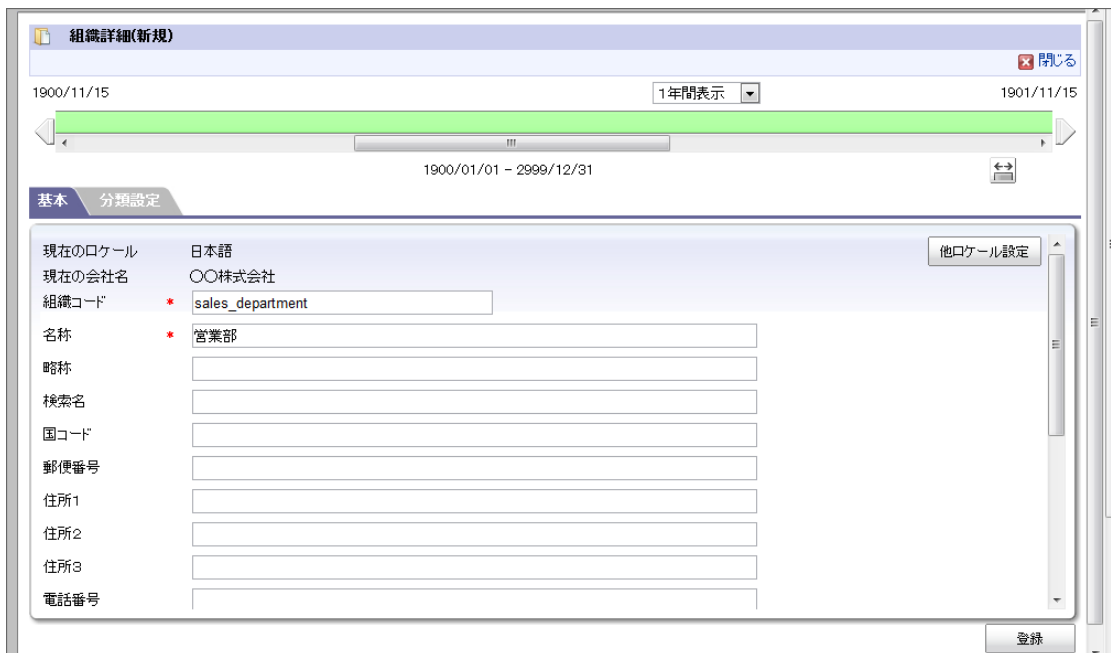 組織詳細(新規)
閉じる
1900/11/15 1年間表示 1901/11/15
1900/01/01 - 2999/12/31
基本 分類設定
現在のロケール 日本語 他ロケール設定
現在の会社名 〇〇株式会社
組織コード * sales_department
名称 * 営業部
略称
検索名
国コード
郵便番号
住所1
住所2
住所3
電話番号
登録